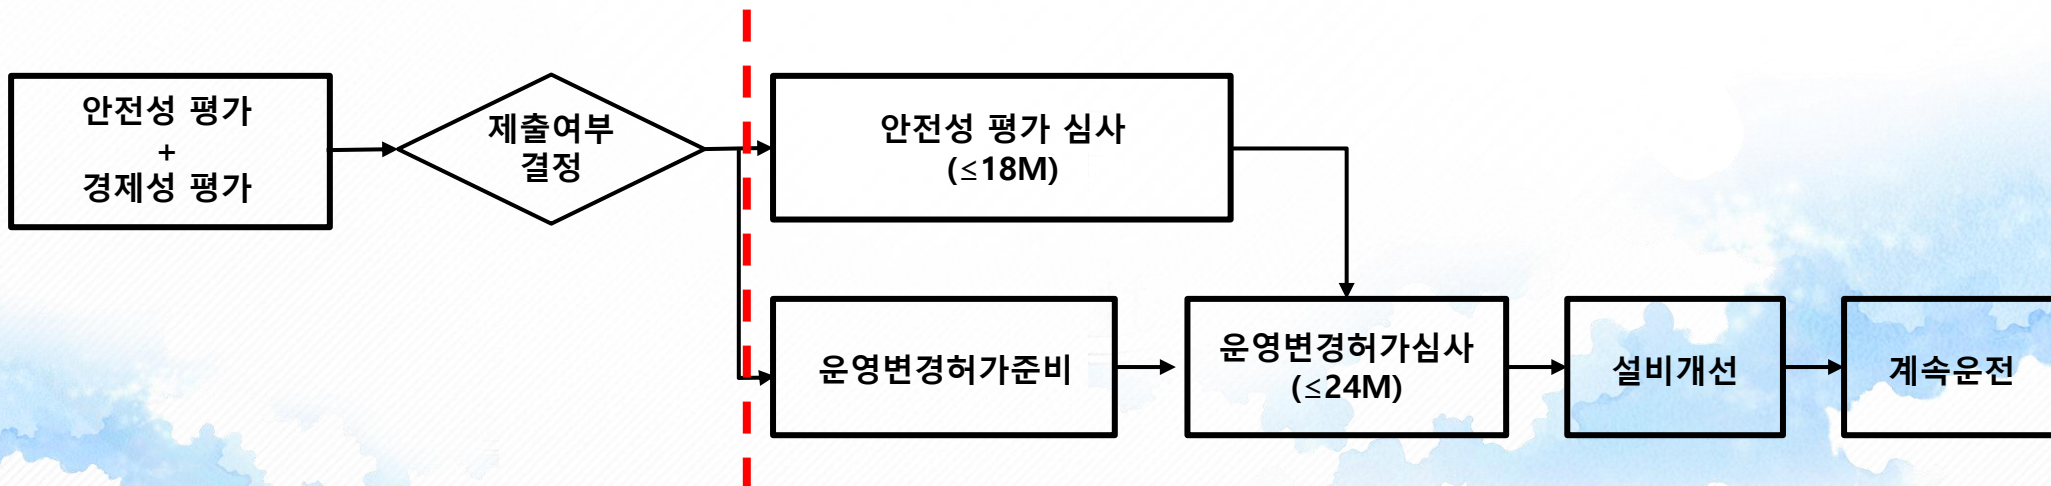 안전성 평가
+
경제성 평가
제출여부
결정
안전성 평가 심사
(≤18M)
운영변경허가준비
운영변경허가심사
(≤24M)
설비개선
계속운전